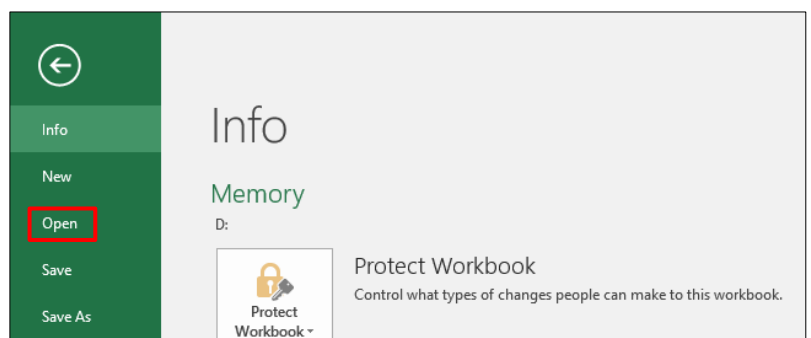 Info
New
Open
Save
Save As
Info
Memory
D:
Protect
Workbook
Protect Workbook
Control what types of changes people can make to this workbook.